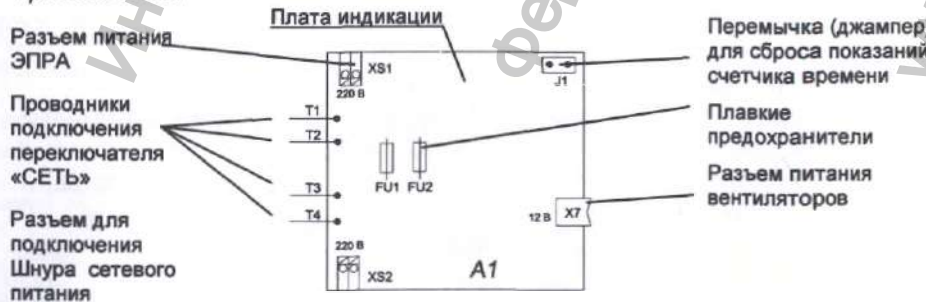 Плата индикации
Разъем питания
ЭПРА
Проводники
подключения
переключателя
«СЕТЬ»
Разъем для
подключения
Шнура сетевого
питания
XS1
220 В
T1
T2
T3
T4
FU1 FU2
220 В
XS2
A1
J1
12 В
X7
Перемычка (джампер)
для сброса показаний
счетчика времени
Плавкие
предохранители
Разъем питания
вентиляторов